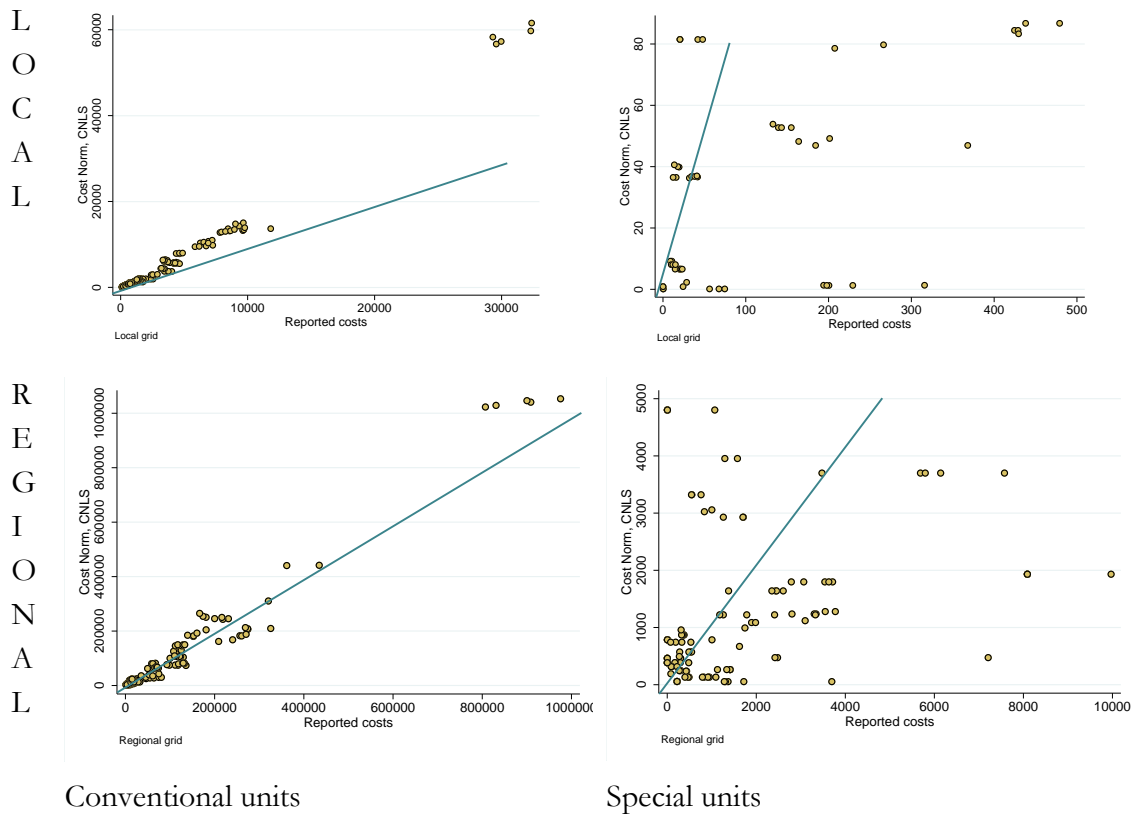 L
O
C
A
L
Cost Norm, CNLS
60000
40000
20000
0
0 10000 20000 30000
Reported costs
Local grid
Cost Norm, CNLS
80
60
40
20
0
0 100 200 300 400 500
Reported costs
Local grid
R
E
G
I
O
N
A
L
Cost Norm, CNLS
1000000
800000
600000
400000
200000
0
0 200000 400000 600000 800000 1000000
Reported costs
Regional grid
Cost Norm, CNLS
5000
4000
3000
2000
1000
0
0 2000 4000 6000 8000 10000
Reported costs
Regional grid
Conventional units
Special units